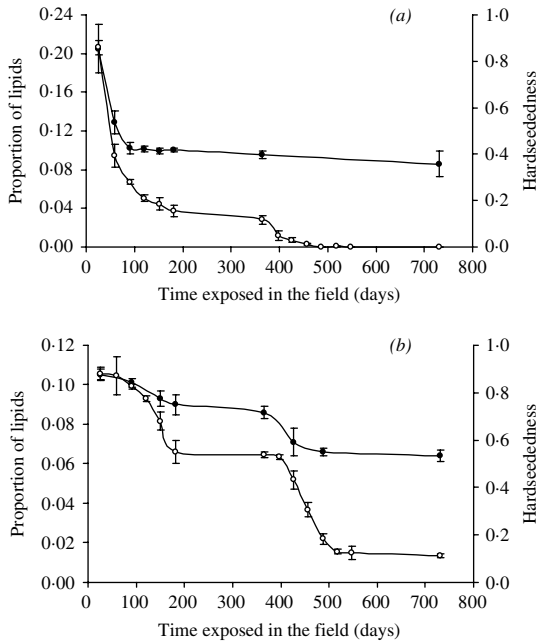 (a)
Proportion of lipids
0·24
0·20
0·16
0·12
0·08
0·04
0·00
Hardseededness
1·0
0·8
0·6
0·4
0·2
0·0
0 100 200 300 400 500 600 700 800
Time exposed in the field (days)
(b)
Proportion of lipids
0·12
0·10
0·08
0·06
0·04
0·02
0·00
Hardseededness
1·0
0·8
0·6
0·4
0·2
0·0
0 100 200 300 400 500 600 700 800
Time exposed in the field (days)